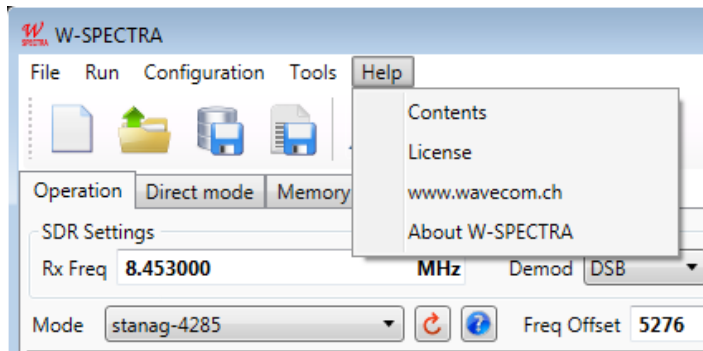 W SPECTRA W-SPECTRA
File Run Configuration Tools Help
Contents
License
www.wavecom.ch
About W-SPECTRA
Operation Direct mode Memory
SDR Settings
Rx Freq 8.453000 MHz Demod DSB
Mode stanag-4285 Freq Offset 5276